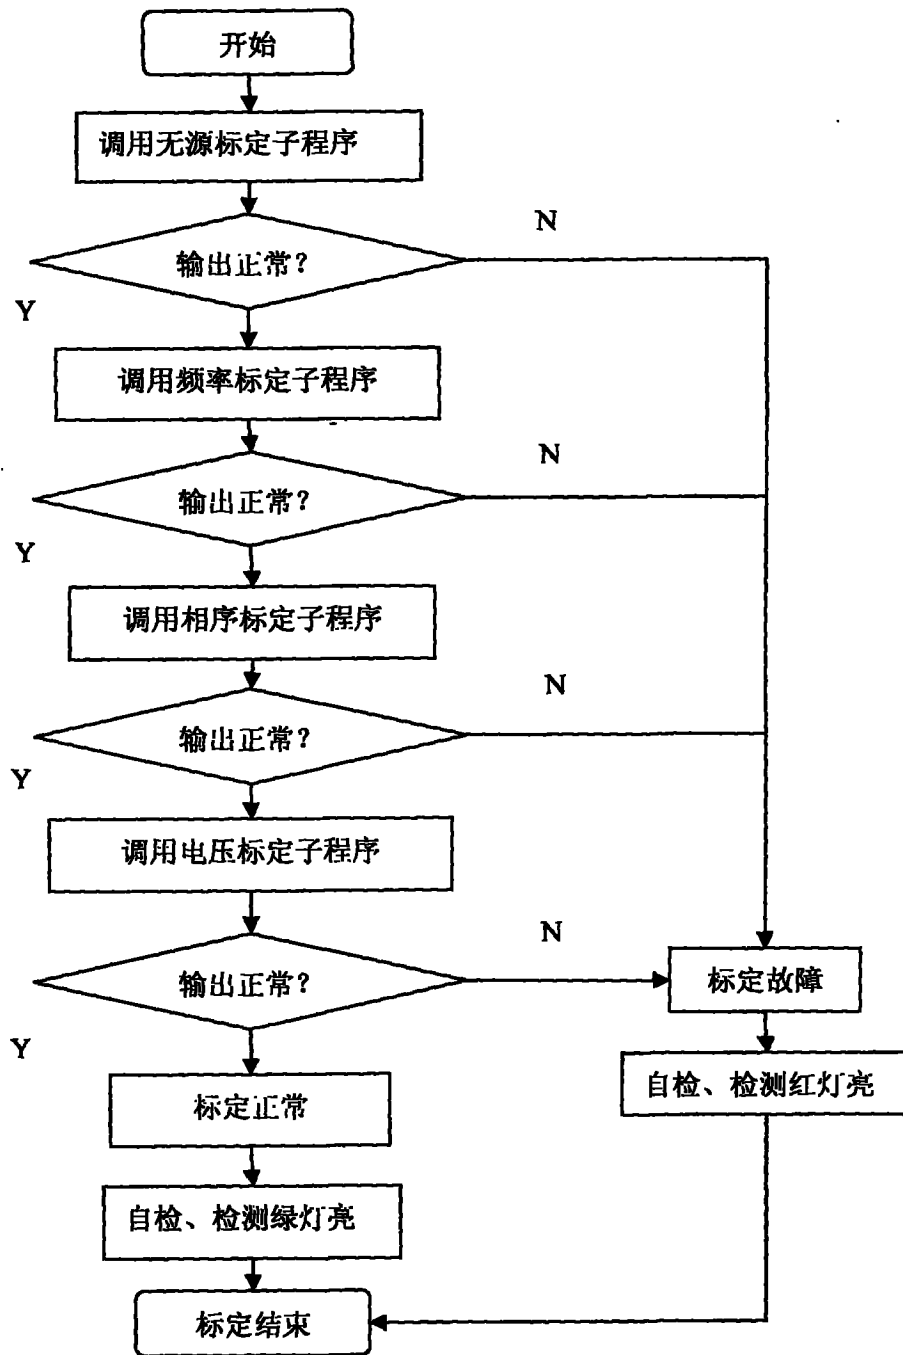 开始
调用无源标定子程序
N
输出正常?
Y
调用频率标定子程序
N
输出正常?
Y
调用相序标定子程序
N
输出正常?
Y
调用电压标定子程序
N
输出正常?
标定故障
Y
自检、检测红灯亮
标定正常
自检、检测绿灯亮
标定结束